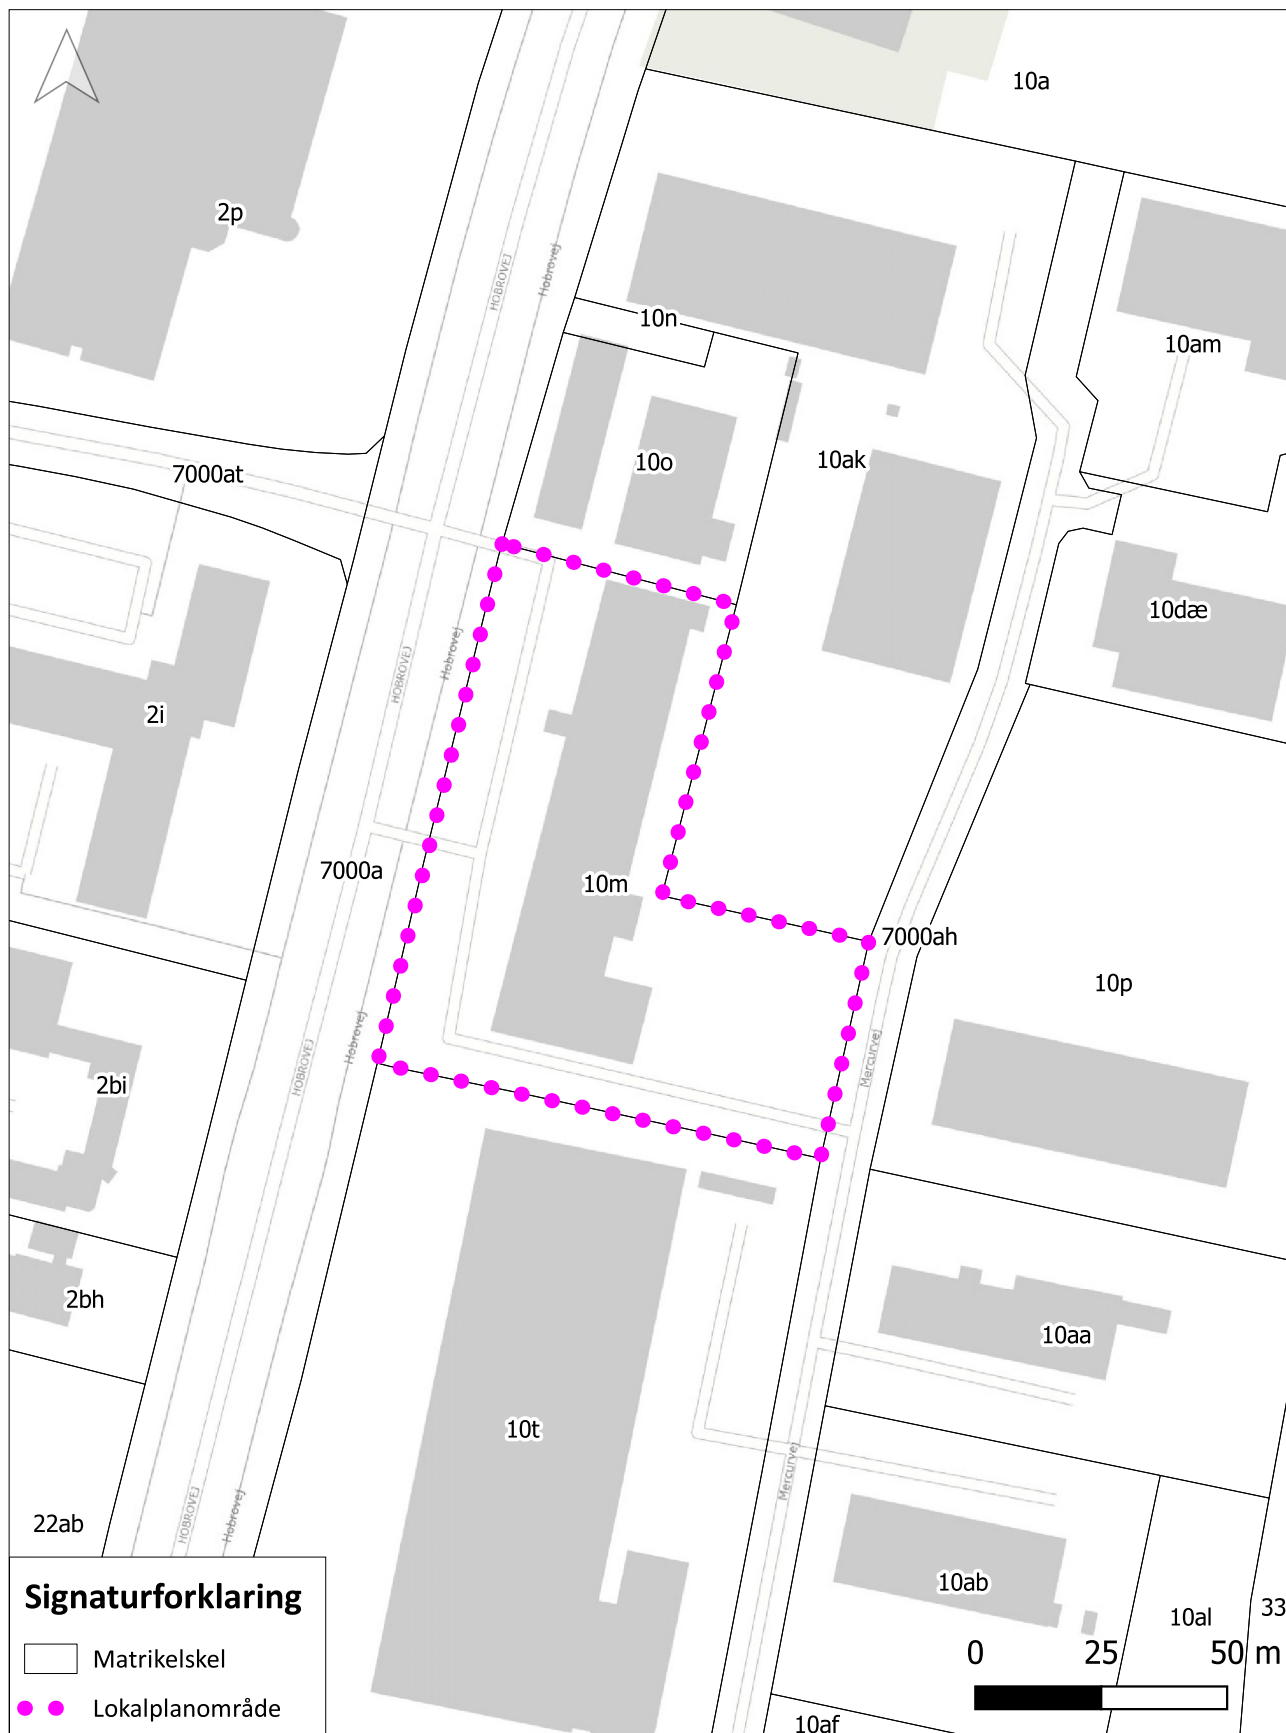 10a
2p
HOBROVEJ
Hobrovej
10n
10am
7000at
10o
10ak
10dæ
HOBROVEJ
Hobrovej
2i
7000a
10m
7000ah
10p
HOBROVEJ
Hobrovej
Mercurvej
2bi
2bh
10aa
10t
Mercurvej
HOBROVEJ
Hobrovej
22ab
10ab
10al
33
Signaturforklaring
Matrikelskel
Lokalplanområde
0 25 50 m
10af